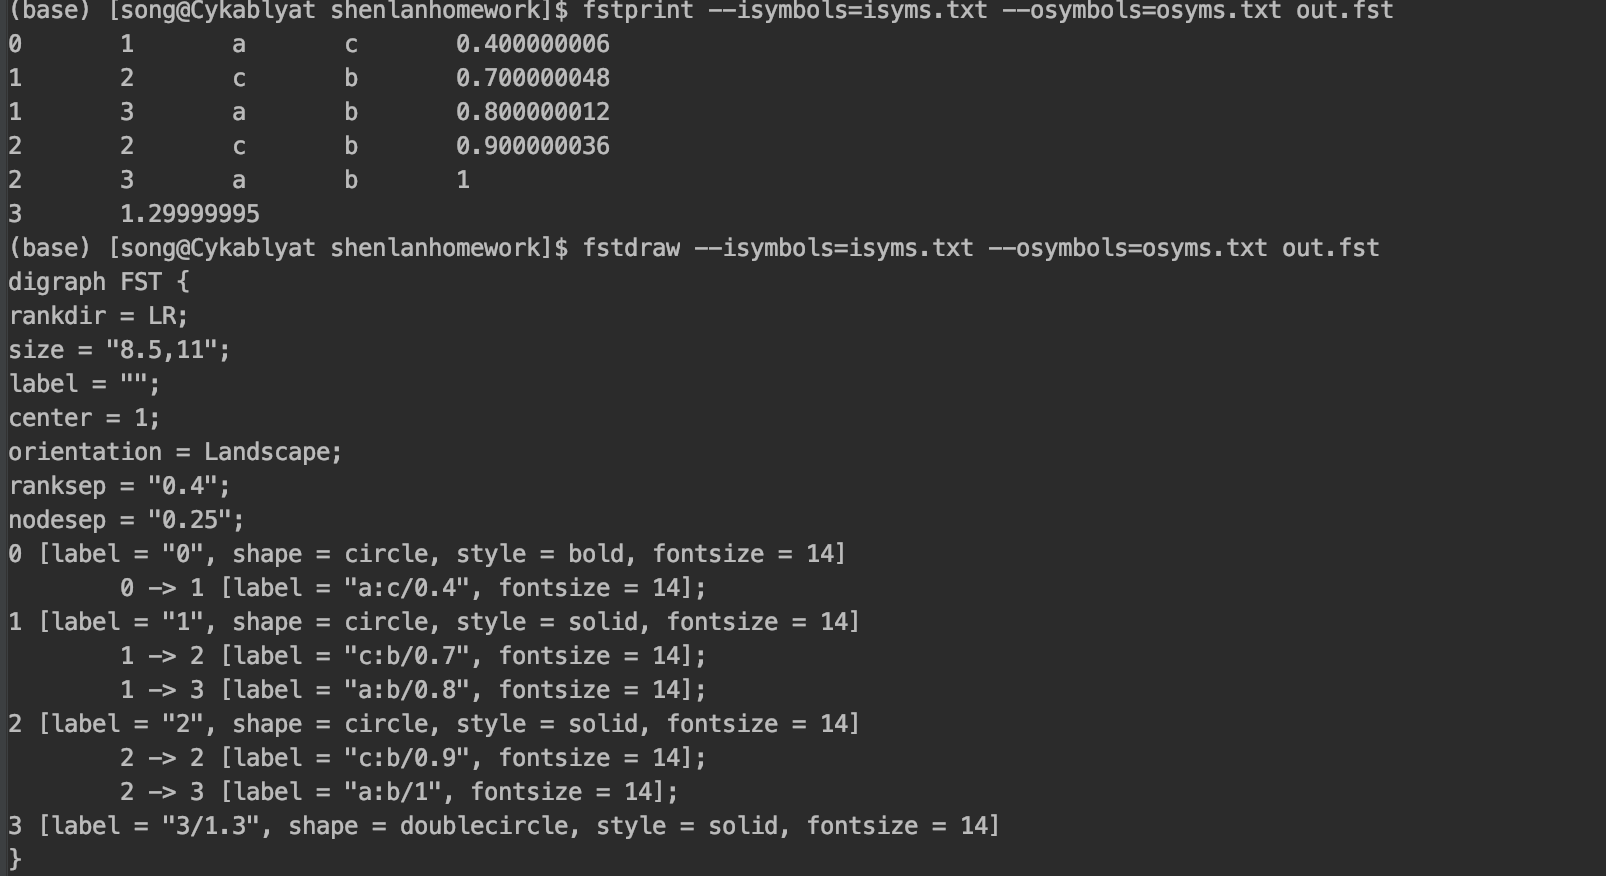 (base) [song@Cykablyat shenlanhomework]$ fstprint --isymbols=isyms.txt --osymbols=osyms.txt out.fst
0	1	a	c	0.400000006
1	2	c	b	0.700000048
1	3	a	b	0.800000012
2	2	c	b	0.900000036
2	3	a	b	1
3	1.29999995
(base) [song@Cykablyat shenlanhomework]$ fstdraw --isymbols=isyms.txt --osymbols=osyms.txt out.fst
digraph FST {
rankdir = LR;
size = "8.5,11";
label = "";
center = 1;
orientation = Landscape;
ranksep = "0.4";
nodesep = "0.25";
0 [label = "0", shape = circle, style = bold, fontsize = 14]
	0 -> 1 [label = "a:c/0.4", fontsize = 14];
1 [label = "1", shape = circle, style = solid, fontsize = 14]
	1 -> 2 [label = "c:b/0.7", fontsize = 14];
	1 -> 3 [label = "a:b/0.8", fontsize = 14];
2 [label = "2", shape = circle, style = solid, fontsize = 14]
	2 -> 2 [label = "c:b/0.9", fontsize = 14];
	2 -> 3 [label = "a:b/1", fontsize = 14];
3 [label = "3/1.3", shape = doublecircle, style = solid, fontsize = 14]
}